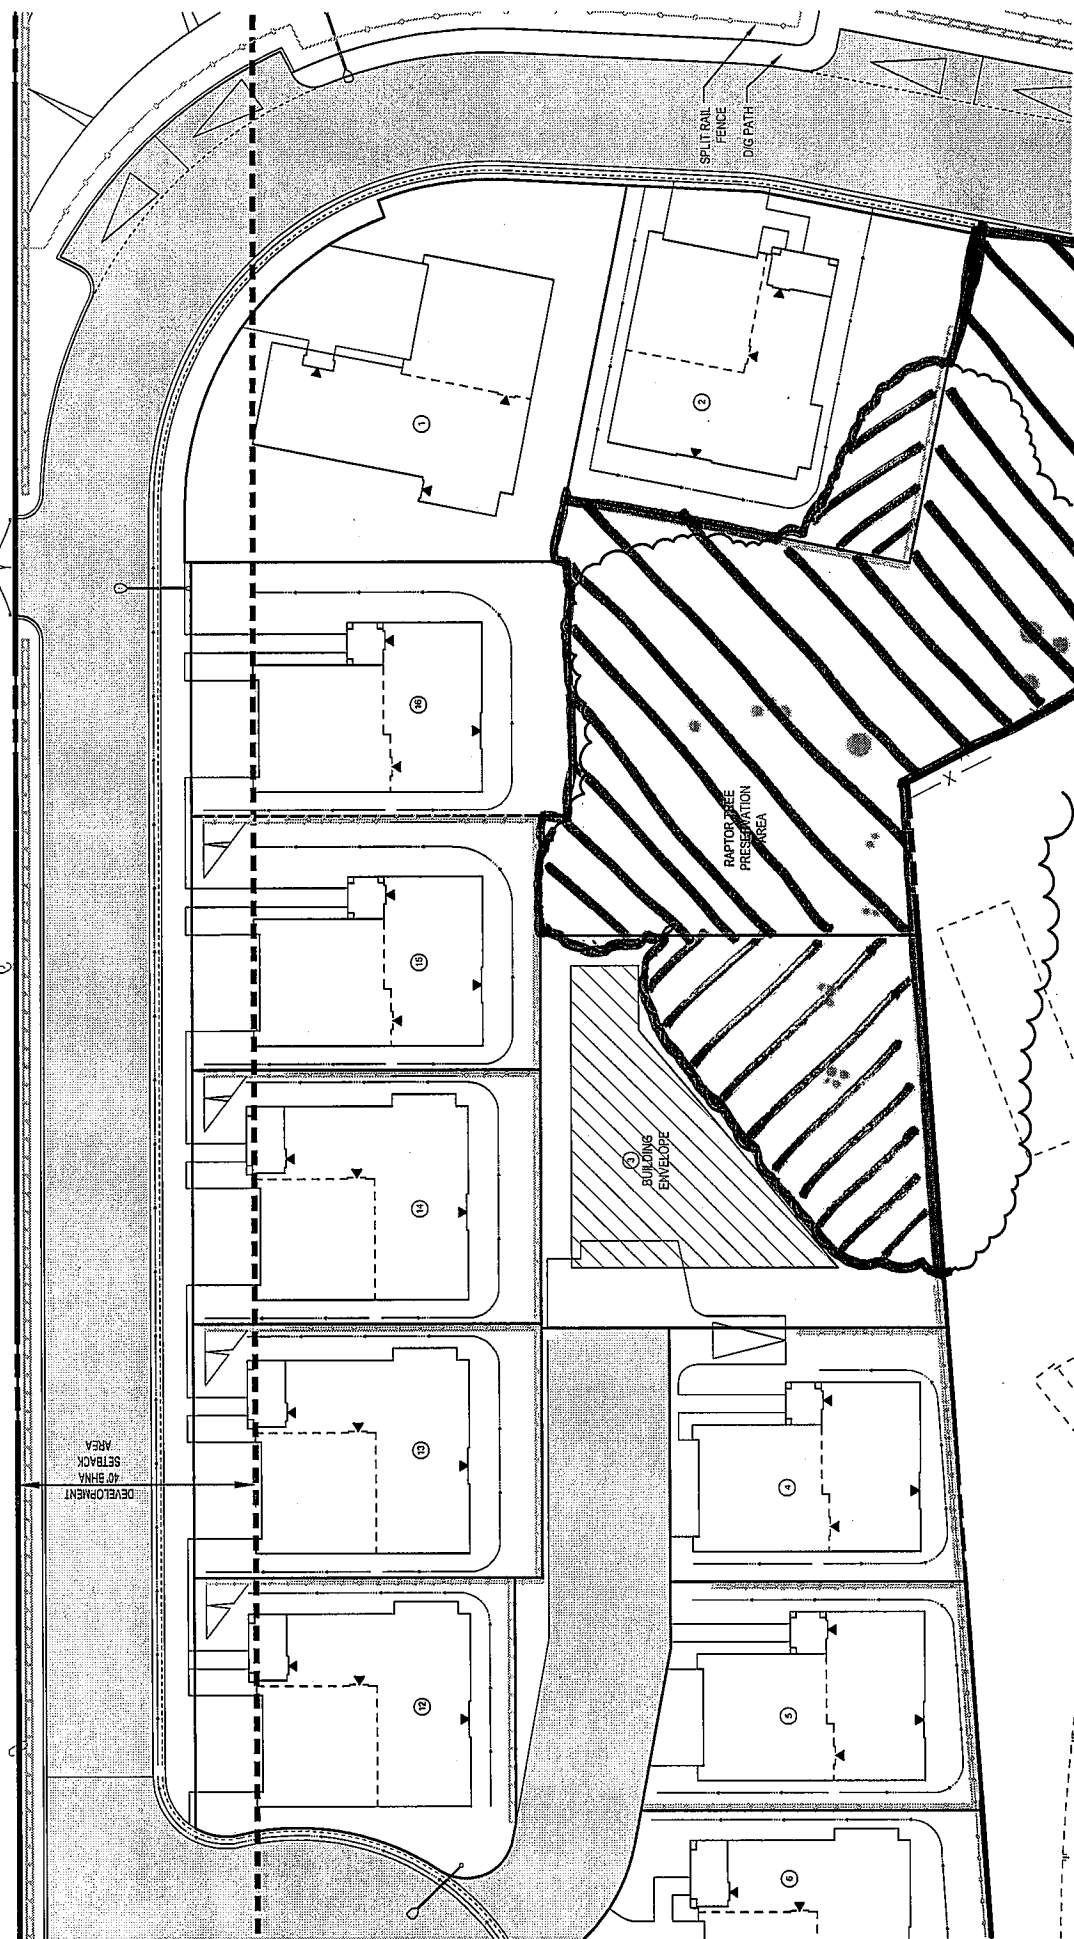 SPLIT RAIL
FENCE
D/G PATH
1
2
16
RAPTOR TREE
PRESERVATION
AREA
15
3
BUILDING
ENVELOPE
14
13
DEVELOPMENT
40' BHNA
SETBACK
AREA
4
12
5
6
X